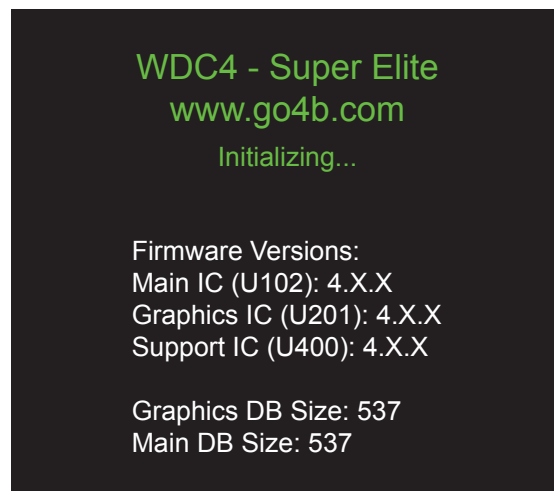 WDC4 - Super Elite
www.go4b.com
Initializing...
Firmware Versions:
Main IC (U102): 4.X.X
Graphics IC (U201): 4.X.X
Support IC (U400): 4.X.X
Graphics DB Size: 537
Main DB Size: 537